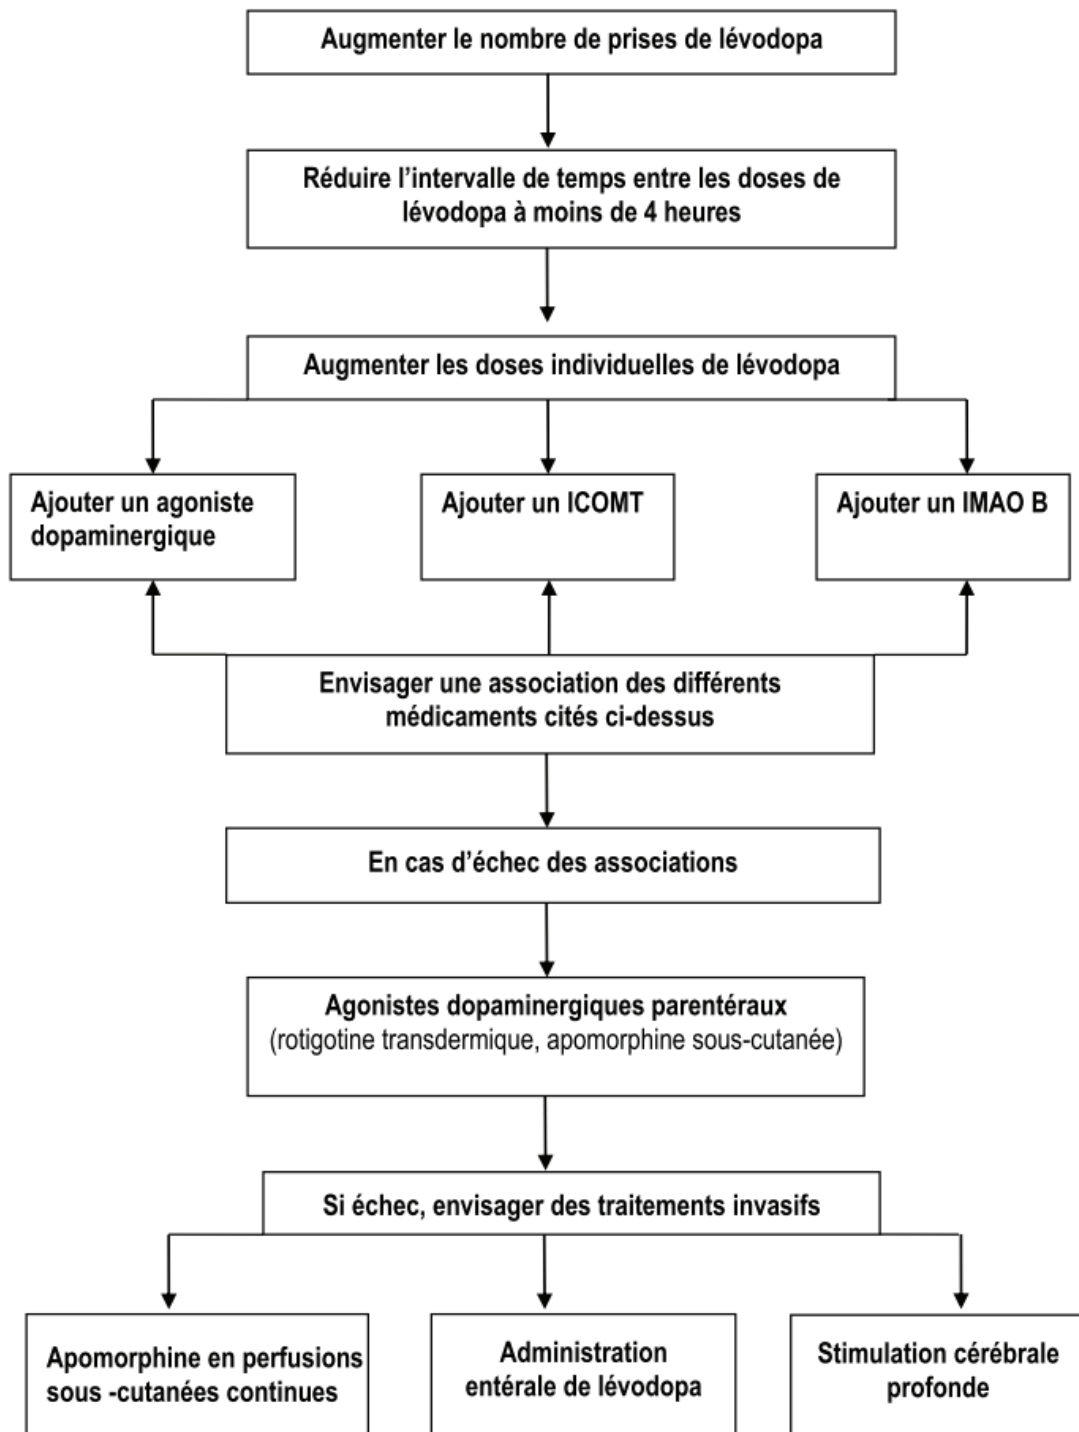 Augmenter le nombre de prises de lévodopa
Réduire l’intervalle de temps entre les doses de
lévodopa à moins de 4 heures
Augmenter les doses individuelles de lévodopa
Ajouter un agoniste
dopaminergique
Ajouter un ICOMT
Ajouter un IMAO B
Envisager une association des différents
médicaments cités ci-dessus
En cas d’échec des associations
Agonistes dopaminergiques parentéraux
(rotigotine transdermique, apomorphine sous-cutanée)
Si échec, envisager des traitements invasifs
Apomorphine en perfusions
sous -cutanées continues
Administration
entérale de lévodopa
Stimulation cérébrale
profonde